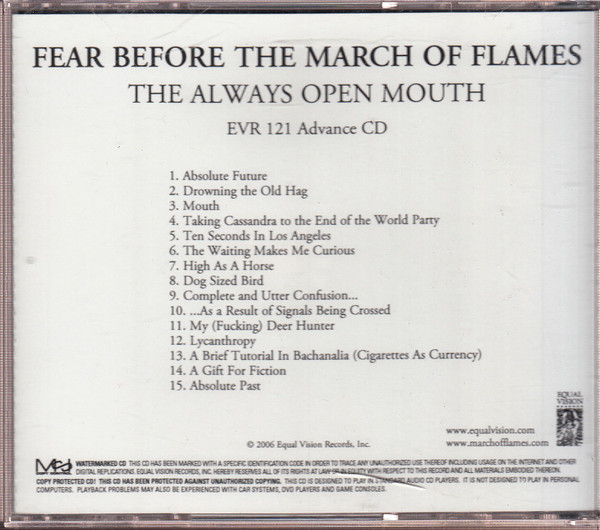 FEAR BEFORE THE MARCH OF FLAMES
THE ALWAYS OPEN MOUTH
EVR 121 Advance CD
1. Absolute Future
2. Drowning the Old Hag
3. Mouth
4. Taking Cassandra to the End of the World Party
5. Ten Seconds In Los Angeles
6. The Waiting Makes Me Curious
7. High As A Horse
8. Dog Sized Bird
9. Complete and Utter Confusion...
10. ...As a Result of Signals Being Crossed
11. My (Fucking) Deer Hunter
12. Lycanthropy
13. A Brief Tutorial In Bachanalia (Cigarettes As Currency)
14. A Gift For Fiction
15. Absolute Past
EQUAL
VISION
www.equalvision.com
© 2006 Equal Vision Records, Inc.
www.marchofflames.com
WATERMARKED CD THIS CD HAS BEEN MARKED WITH A SPECIFIC IDENTIFICATION CODE IN ORDER TO TRACE ANY UNAUTHORIZED USE THEREOF INCLUDING USAGE ON THE INTERNET AND OTHER
DIGITAL REPLICATIONS. EQUAL VISION RECORDS, INC. HEREBY RESERVES ALL OF ITS RIGHTS AT LAW OR IN EQUITY WITH RESPECT TO THIS RECORD AND ALL MATERIALS EMBODIED THEREON.
COPY PROTECTED CD! THIS CD HAS BEEN PROTECTED AGAINST UNAUTHORIZED COPYING. THIS CD IS DESIGNED TO PLAY IN STANDARD AUDIO CD PLAYERS. IT IS NOT DESIGNED TO PLAY IN PERSONAL
COMPUTERS. PLAYBACK PROBLEMS MAY ALSO BE EXPERIENCED WITH CAR SYSTEMS, DVD PLAYERS AND GAME CONSOLES.